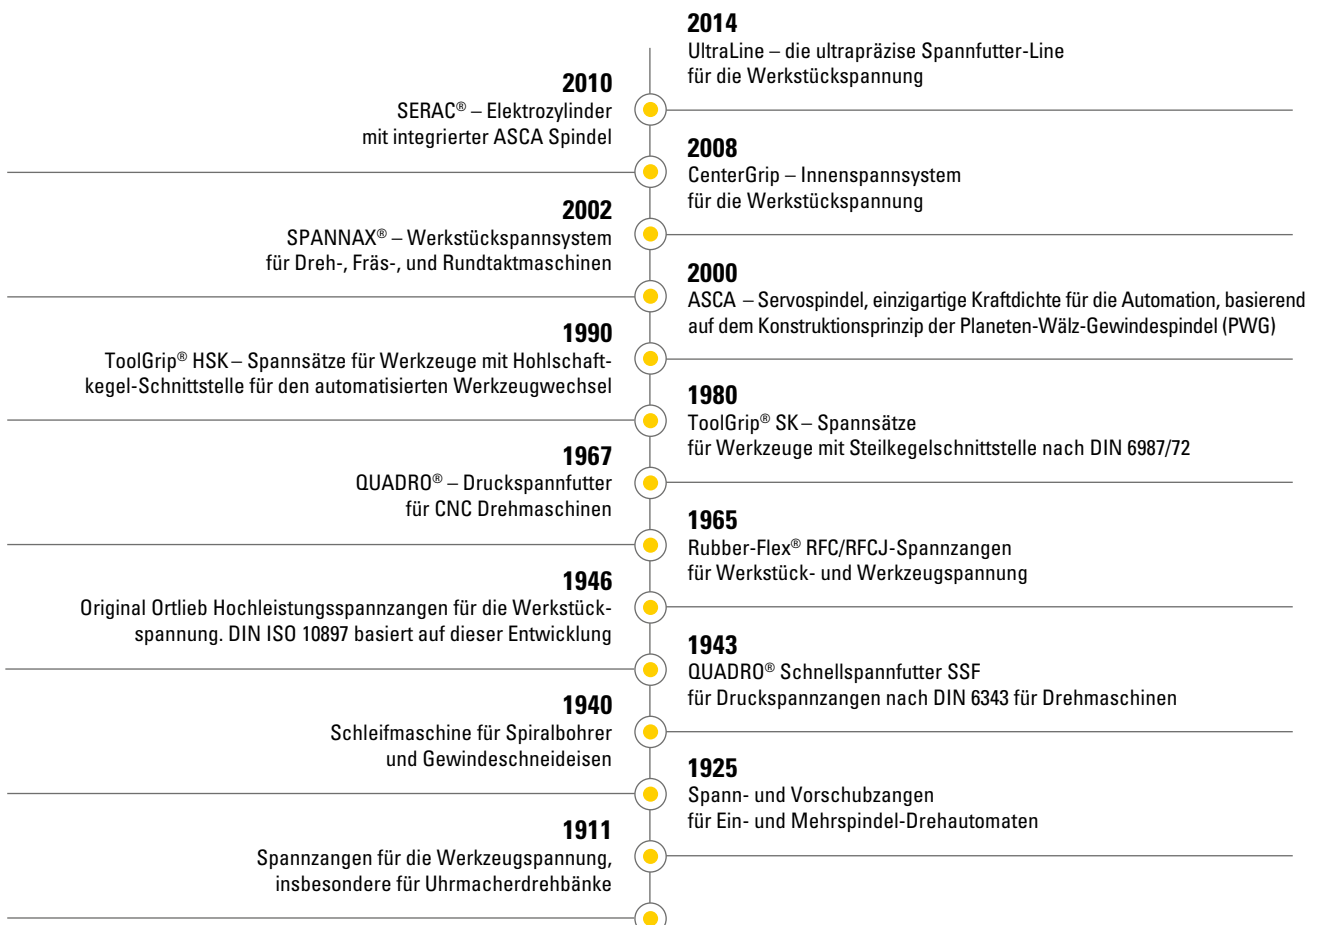 2014
UltraLine – die ultrapräzise Spannfutter-Line
für die Werkstückspannung
2010
SERAC® – Elektrozylinder
mit integrierter ASCA Spindel
2008
CenterGrip – Innenspannsystem
für die Werkstückspannung
2002
SPANNAX® – Werkstückspannsystem
für Dreh-, Fräs-, und Rundtaktmaschinen
2000
ASCA – Servospindel, einzigartige Kraftdichte für die Automation, basierend
auf dem Konstruktionsprinzip der Planeten-Wälz-Gewindespindel (PWG)
1990
ToolGrip® HSK – Spannsätze für Werkzeuge mit Hohlschaft-
kegel-Schnittstelle für den automatisierten Werkzeugwechsel
1980
ToolGrip® SK – Spannsätze
für Werkzeuge mit Steilkegelschnittstelle nach DIN 6987/72
1967
QUADRO® – Druckspannfutter
für CNC Drehmaschinen
1965
Rubber-Flex® RFC/RFCJ-Spannzangen
für Werkstück- und Werkzeugspannung
1946
Original Ortlieb Hochleistungsspannzangen für die Werkstück-
spannung. DIN ISO 10897 basiert auf dieser Entwicklung
1943
QUADRO® Schnellspannfutter SSF
für Druckspannzangen nach DIN 6343 für Drehmaschinen
1940
Schleifmaschine für Spiralbohrer
und Gewindeschneideisen
1925
Spann- und Vorschubzangen
für Ein- und Mehrspindel-Drehautomaten
1911
Spannzangen für die Werkzeugspannung,
insbesondere für Uhrmacherdrehbänke